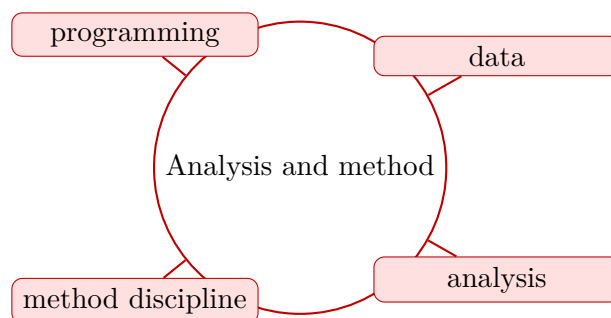 programming
data
Analysis and method
analysis
method discipline